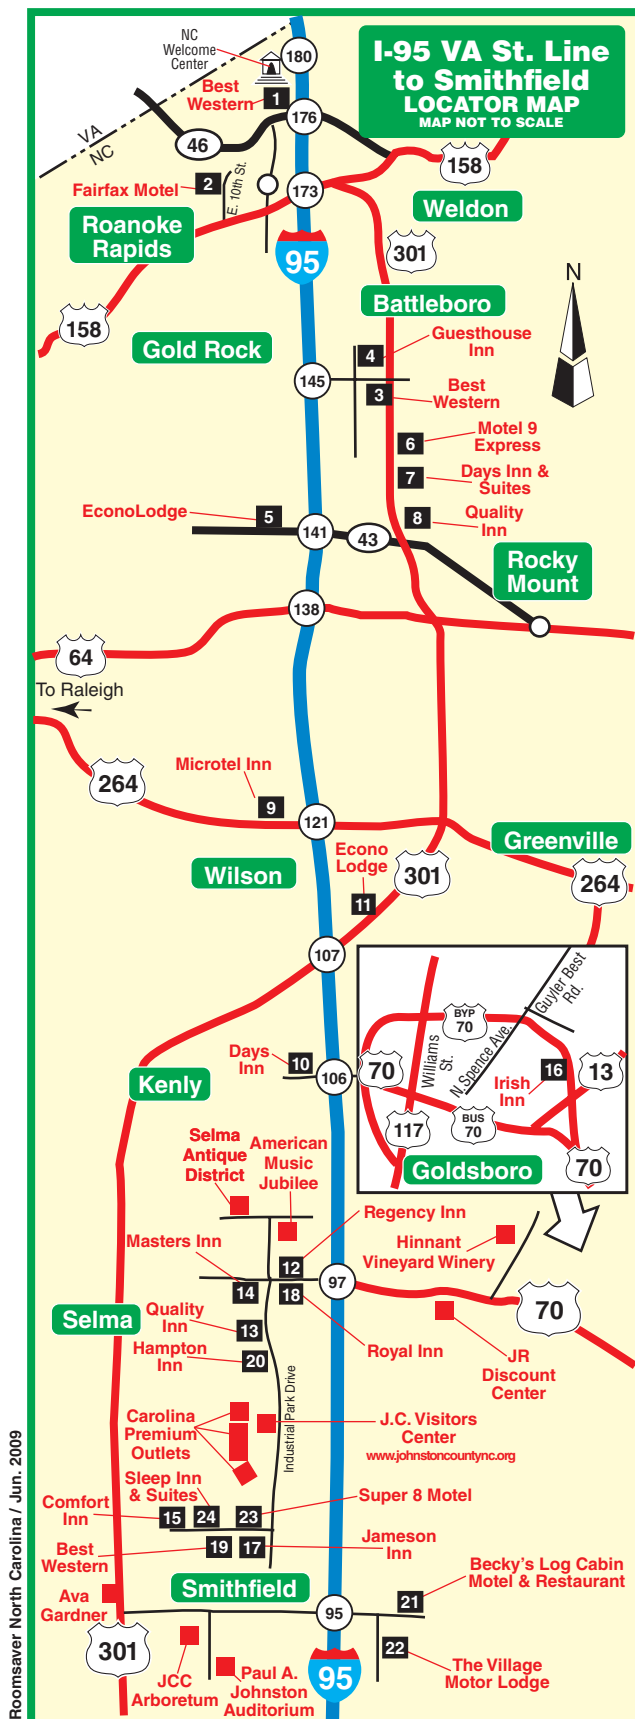 I-95 VA St. Line
to Smithfield
LOCATOR MAP
MAP NOT TO SCALE
NC
Welcome
Center
180
Best
Western
1
176
VA
NC
46
158
Fairfax Motel
2
E. 10th St.
173
Weldon
Roanoke
Rapids
301
95
N
158
Battleboro
Gold Rock
Guesthouse
Inn
4
145
3
Best
Western
6
Motel 9
Express
7
Days Inn &
Suites
EconoLodge
5
8
Quality
Inn
141
43
Rocky
Mount
138
64
To Raleigh
264
Microtel Inn
9
121
Greenville
Econo
Lodge
Wilson
301
264
11
107
Guyler Best
Rd.
BYP
70
Williams
St.
N.Spence Ave.
Days
Inn
10
106
70
Irish
Inn
16
13
Kenly
117
BUS
70
Goldsboro
70
Selma
Antique
District
American
Music
Jubilee
Regency Inn
Masters Inn
Hinnant
Vineyard Winery
12
97
14
18
70
Selma
Quality
Inn
13
Royal Inn
Hampton
Inn
20
JR
Discount
Center
Industrial Park Drive
Carolina
Premium
Outlets
J.C. Visitors
Center
www.johnstoncountync.org
Sleep Inn
& Suites
Super 8 Motel
Comfort
Inn
15
24
23
Best
Western
19
17
Jameson
Inn
Smithfield
Becky's Log Cabin
Motel & Restaurant
21
Ava
Gardner
95
301
JCC
Arboretum
Paul A.
Johnston
Auditorium
95
22
The Village
Motor Lodge
Roomsaver North Carolina / Jun. 2009